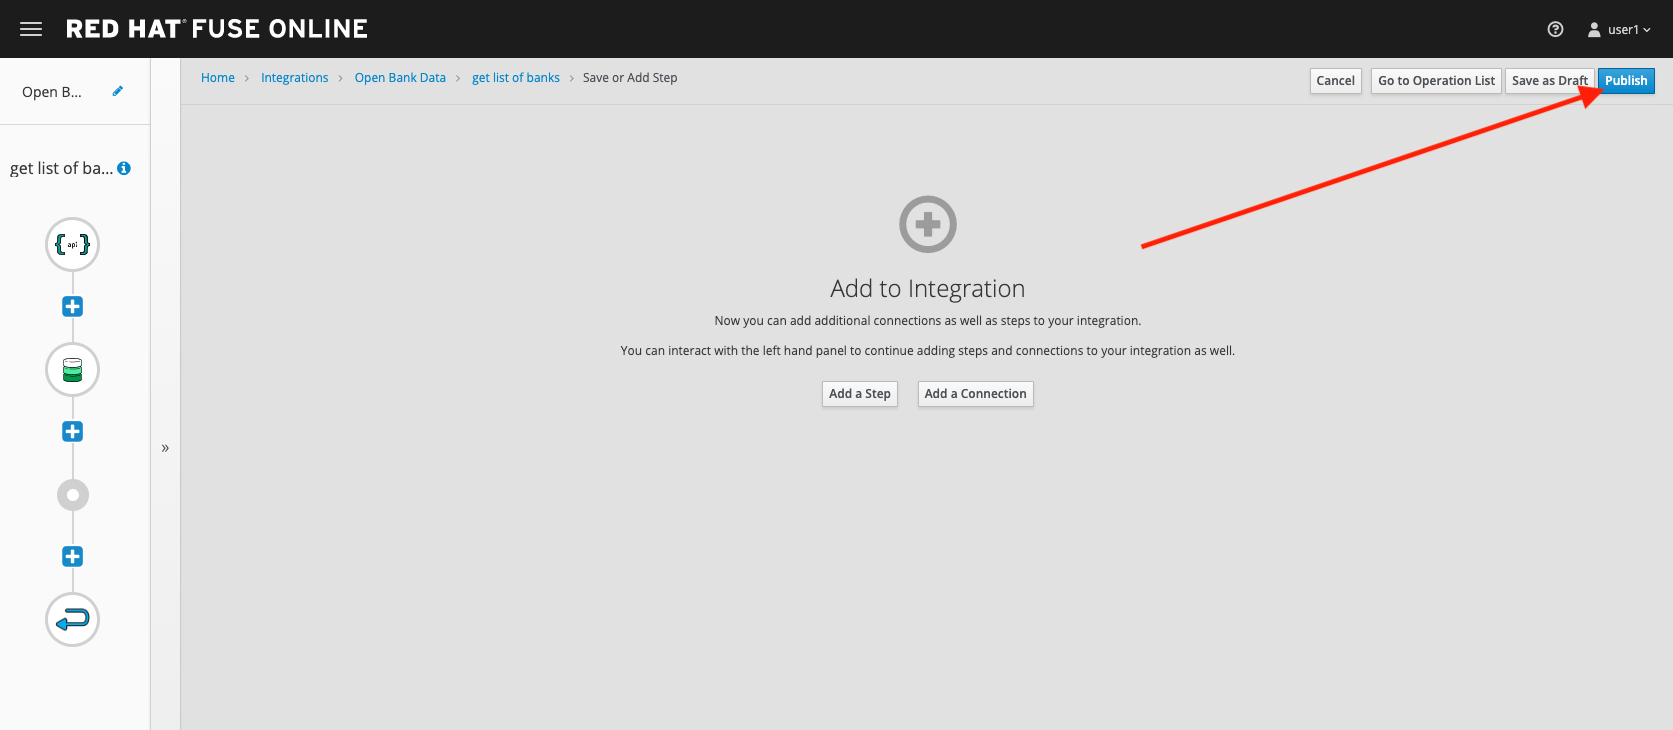 RED HAT® FUSE ONLINE
user1
Open B...
Home > Integrations > Open Bank Data > get list of banks > Save or Add Step
Cancel
Go to Operation List
Save as Draft
Publish
get list of ba...
api
»
Add to Integration
Now you can add additional connections as well as steps to your integration.
You can interact with the left hand panel to continue adding steps and connections to your integration as well.
Add a Step
Add a Connection